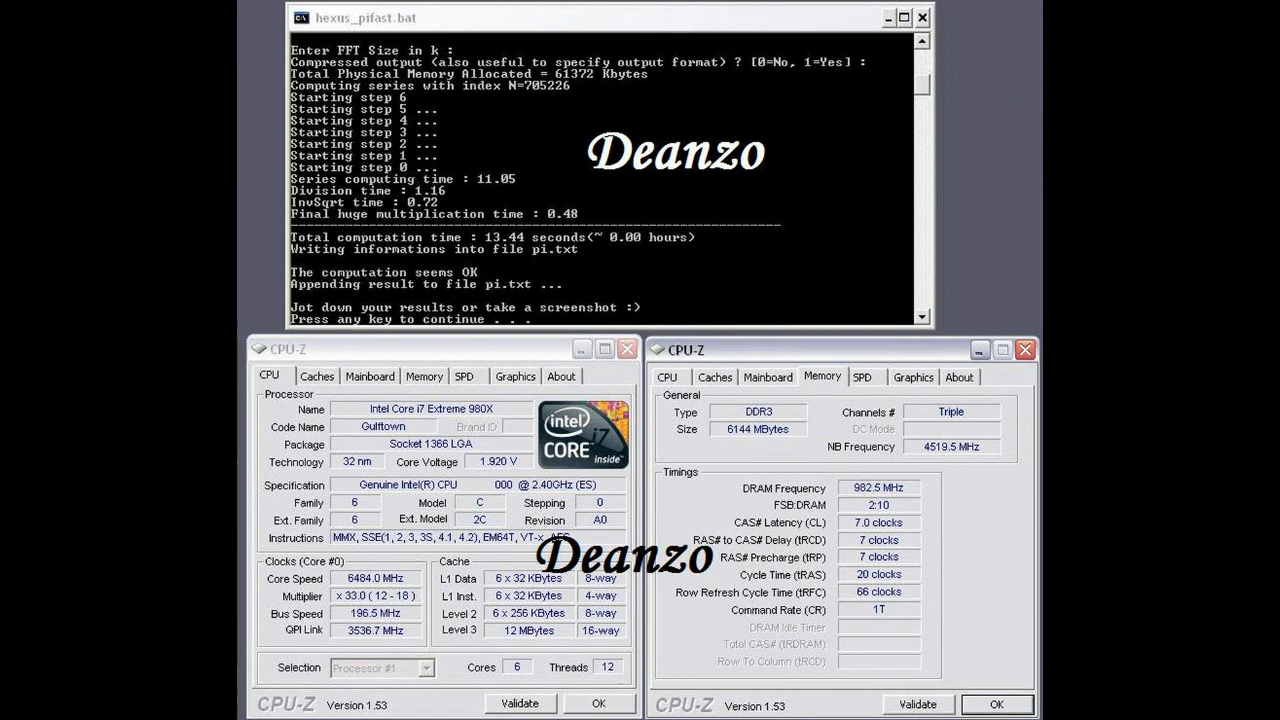 hexus_pifast.bat
Enter FFT Size in k :
Compressed output (also useful to specify output format) ? [0=No, 1=Yes] :
Total Physical Memory Allocated = 61372 Kbytes
Computing series with index N=705226
Starting step 6
Starting step 5 ...
Starting step 4 ...
Starting step 3 ...
Starting step 2 ...
Starting step 1 ...
Starting step 0 ...
Series computing time : 11.05
Division time : 1.16
InvSqrt time : 0.72
Final huge multiplication time : 0.48
Total computation time : 13.44 seconds(~ 0.00 hours)
Writing informations into file pi.txt
The computation seems OK
Appending result to file pi.txt ...
Jot down your results or take a screenshot :)
Press any key to continue . . .
Deanzo
CPU-Z
CPU Caches Mainboard Memory SPD Graphics About
Processor
Name Intel Core i7 Extreme 980X
Code Name Gulftown Brand ID
Package Socket 1366 LGA
Technology 32 nm Core Voltage 1.920 V
intel
CORE i7
inside™
Specification Genuine Intel(R) CPU 000 @ 2.40GHz (ES)
Family 6 Model C Stepping 0
Ext. Family 6 Ext. Model 2C Revision A0
Instructions MMX, SSE(1, 2, 3, 3S, 4.1, 4.2), EM64T, VT-x, AES
Deanzo
Clocks (Core #0)
Core Speed 6484.0 MHz
Multiplier x 33.0 ( 12 - 18 )
Bus Speed 196.5 MHz
QPI Link 3536.7 MHz
Cache
L1 Data 6 x 32 KBytes 8-way
L1 Inst. 6 x 32 KBytes 4-way
Level 2 6 x 256 KBytes 8-way
Level 3 12 MBytes 16-way
Selection Processor #1 Cores 6 Threads 12
CPU-Z Version 1.53 Validate OK
CPU-Z
CPU Caches Mainboard Memory SPD Graphics About
General
Type DDR3 Channels # Triple
Size 6144 MBytes DC Mode
NB Frequency 4519.5 MHz
Timings
DRAM Frequency 982.5 MHz
FSB:DRAM 2:10
CAS# Latency (CL) 7.0 clocks
RAS# to CAS# Delay (tRCD) 7 clocks
RAS# Precharge (tRP) 7 clocks
Cycle Time (tRAS) 20 clocks
Row Refresh Cycle Time (tRFC) 66 clocks
Command Rate (CR) 1T
DRAM Idle Timer
Total CAS# (tRDRAM)
Row To Column (tRCD)
CPU-Z Version 1.53 Validate OK